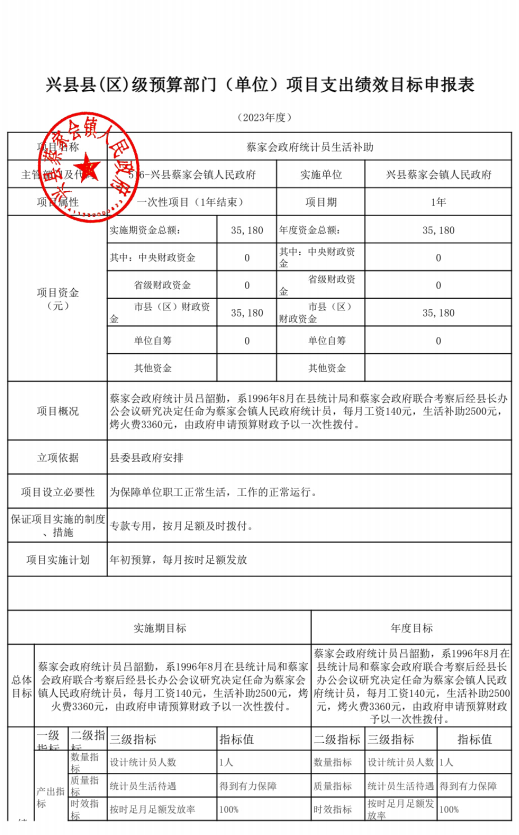 兴县县(区)级预算部门（单位）项目支出绩效目标申报表
（2023年度）
项目名称 蔡家会政府统计员生活补助
主管部门及代 6-兴县蔡家会镇人民政府 实施单位 兴县蔡家会镇人民政府
项目属性 一次性项目（1年结束） 项目期 1年
兴县蔡家会镇人民政府
项目资金
（元）
实施期资金总额： 35,180 年度资金总额： 35,180
其中：中央财政资金 0 其中：中央财政资
金 0
省级财政资金 0 省级财政资
金 0
市县（区）财政资
金 35,180 市县（区）
财政资金 35,180
单位自筹 0 单位自筹 0
其他资金 其他资金
项目概况
蔡家会政府统计员吕韶勤，系1996年8月在县统计局和蔡家会政府联合考察后经县长办
公会议研究决定任命为蔡家会镇人民政府统计员，每月工资140元，生活补助2500元，
烤火费3360元，由政府申请预算财政予以一次性拨付。
立项依据 县委县政府安排
项目设立必要性 为保障单位职工正常生活，工作的正常运行。
保证项目实施的制度
、措施 专款专用，按月足额及时拨付。
项目实施计划 年初预算，每月按时足额发放
实施期目标 年度目标
总体
目标
蔡家会政府统计员吕韶勤，系1996年8月在县统计局和蔡家
会政府联合考察后经县长办公会议研究决定任命为蔡家会
镇人民政府统计员，每月工资140元，生活补助2500元，烤
火费3360元，由政府申请预算财政予以一次性拨付。
蔡家会政府统计员吕韶勤，系1996年8月在
县统计局和蔡家会政府联合考察后经县长
办公会议研究决定任命为蔡家会镇人民政
府统计员，每月工资140元，生活补助2500
元，烤火费3360元，由政府申请预算财政
予以一次性拨付。
一级
指标 二级指
标 三级指标 指标值 二级指标 三级指标 指标值
产出指
标
数量指
标 设计统计员人数 1人 数量指标 设计统计员人数 1人
质量指
标 统计员生活待遇 得到有力保障 质量指标 统计员生活待遇 得到有力保障
时效指
标 按时足月足额发放率 100% 时效指标 按时足月足额发
放率 100%